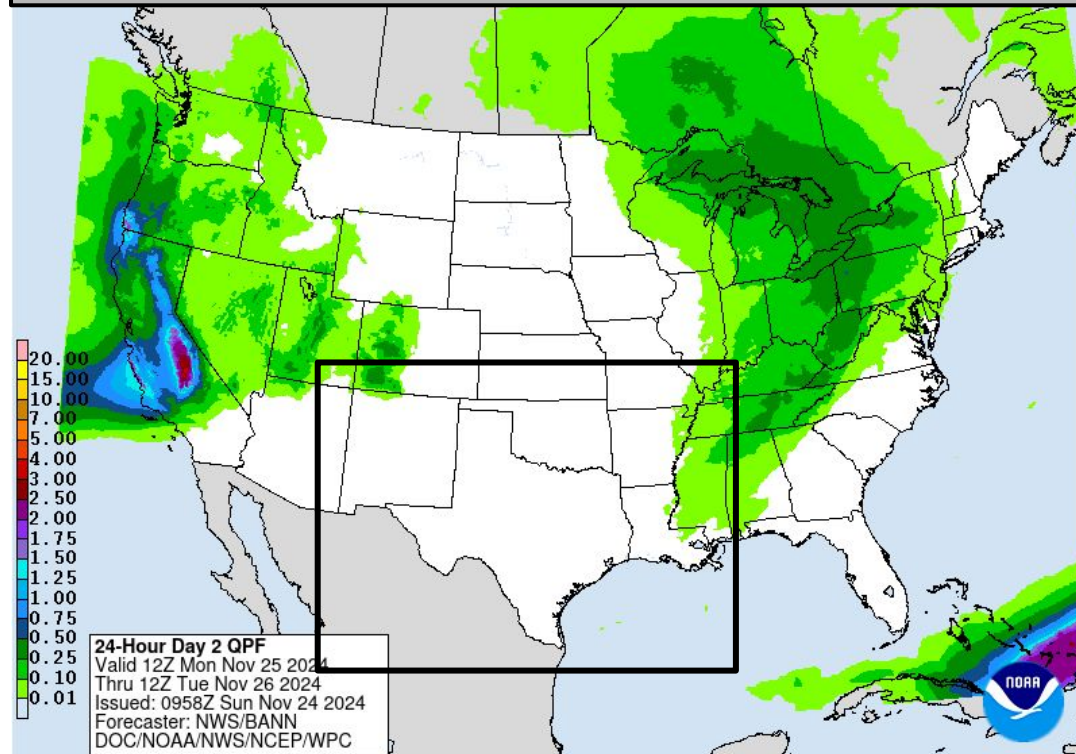 20.00
15.00
10.00
7.00
5.00
4.00
3.00
2.50
2.00
1.75
1.50
1.25
1.00
0.75
0.50
0.25
0.10
0.01
24-Hour Day 2 QPF
Valid 12Z Mon Nov 25 2024
Thru 12Z Tue Nov 26 2024
Issued: 0958Z Sun Nov 24 2024
Forecaster: NWS/BANN
DOC/NOAA/NWS/NCEP/WPC
NOAA